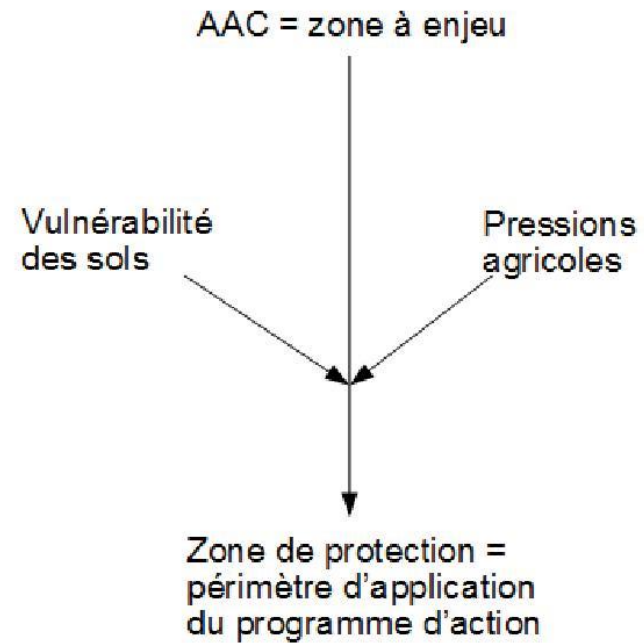 AAC = zone à enjeu
Vulnérabilité
des sols
Pressions
agricoles
Zone de protection =
périmètre d'application
du programme d'action